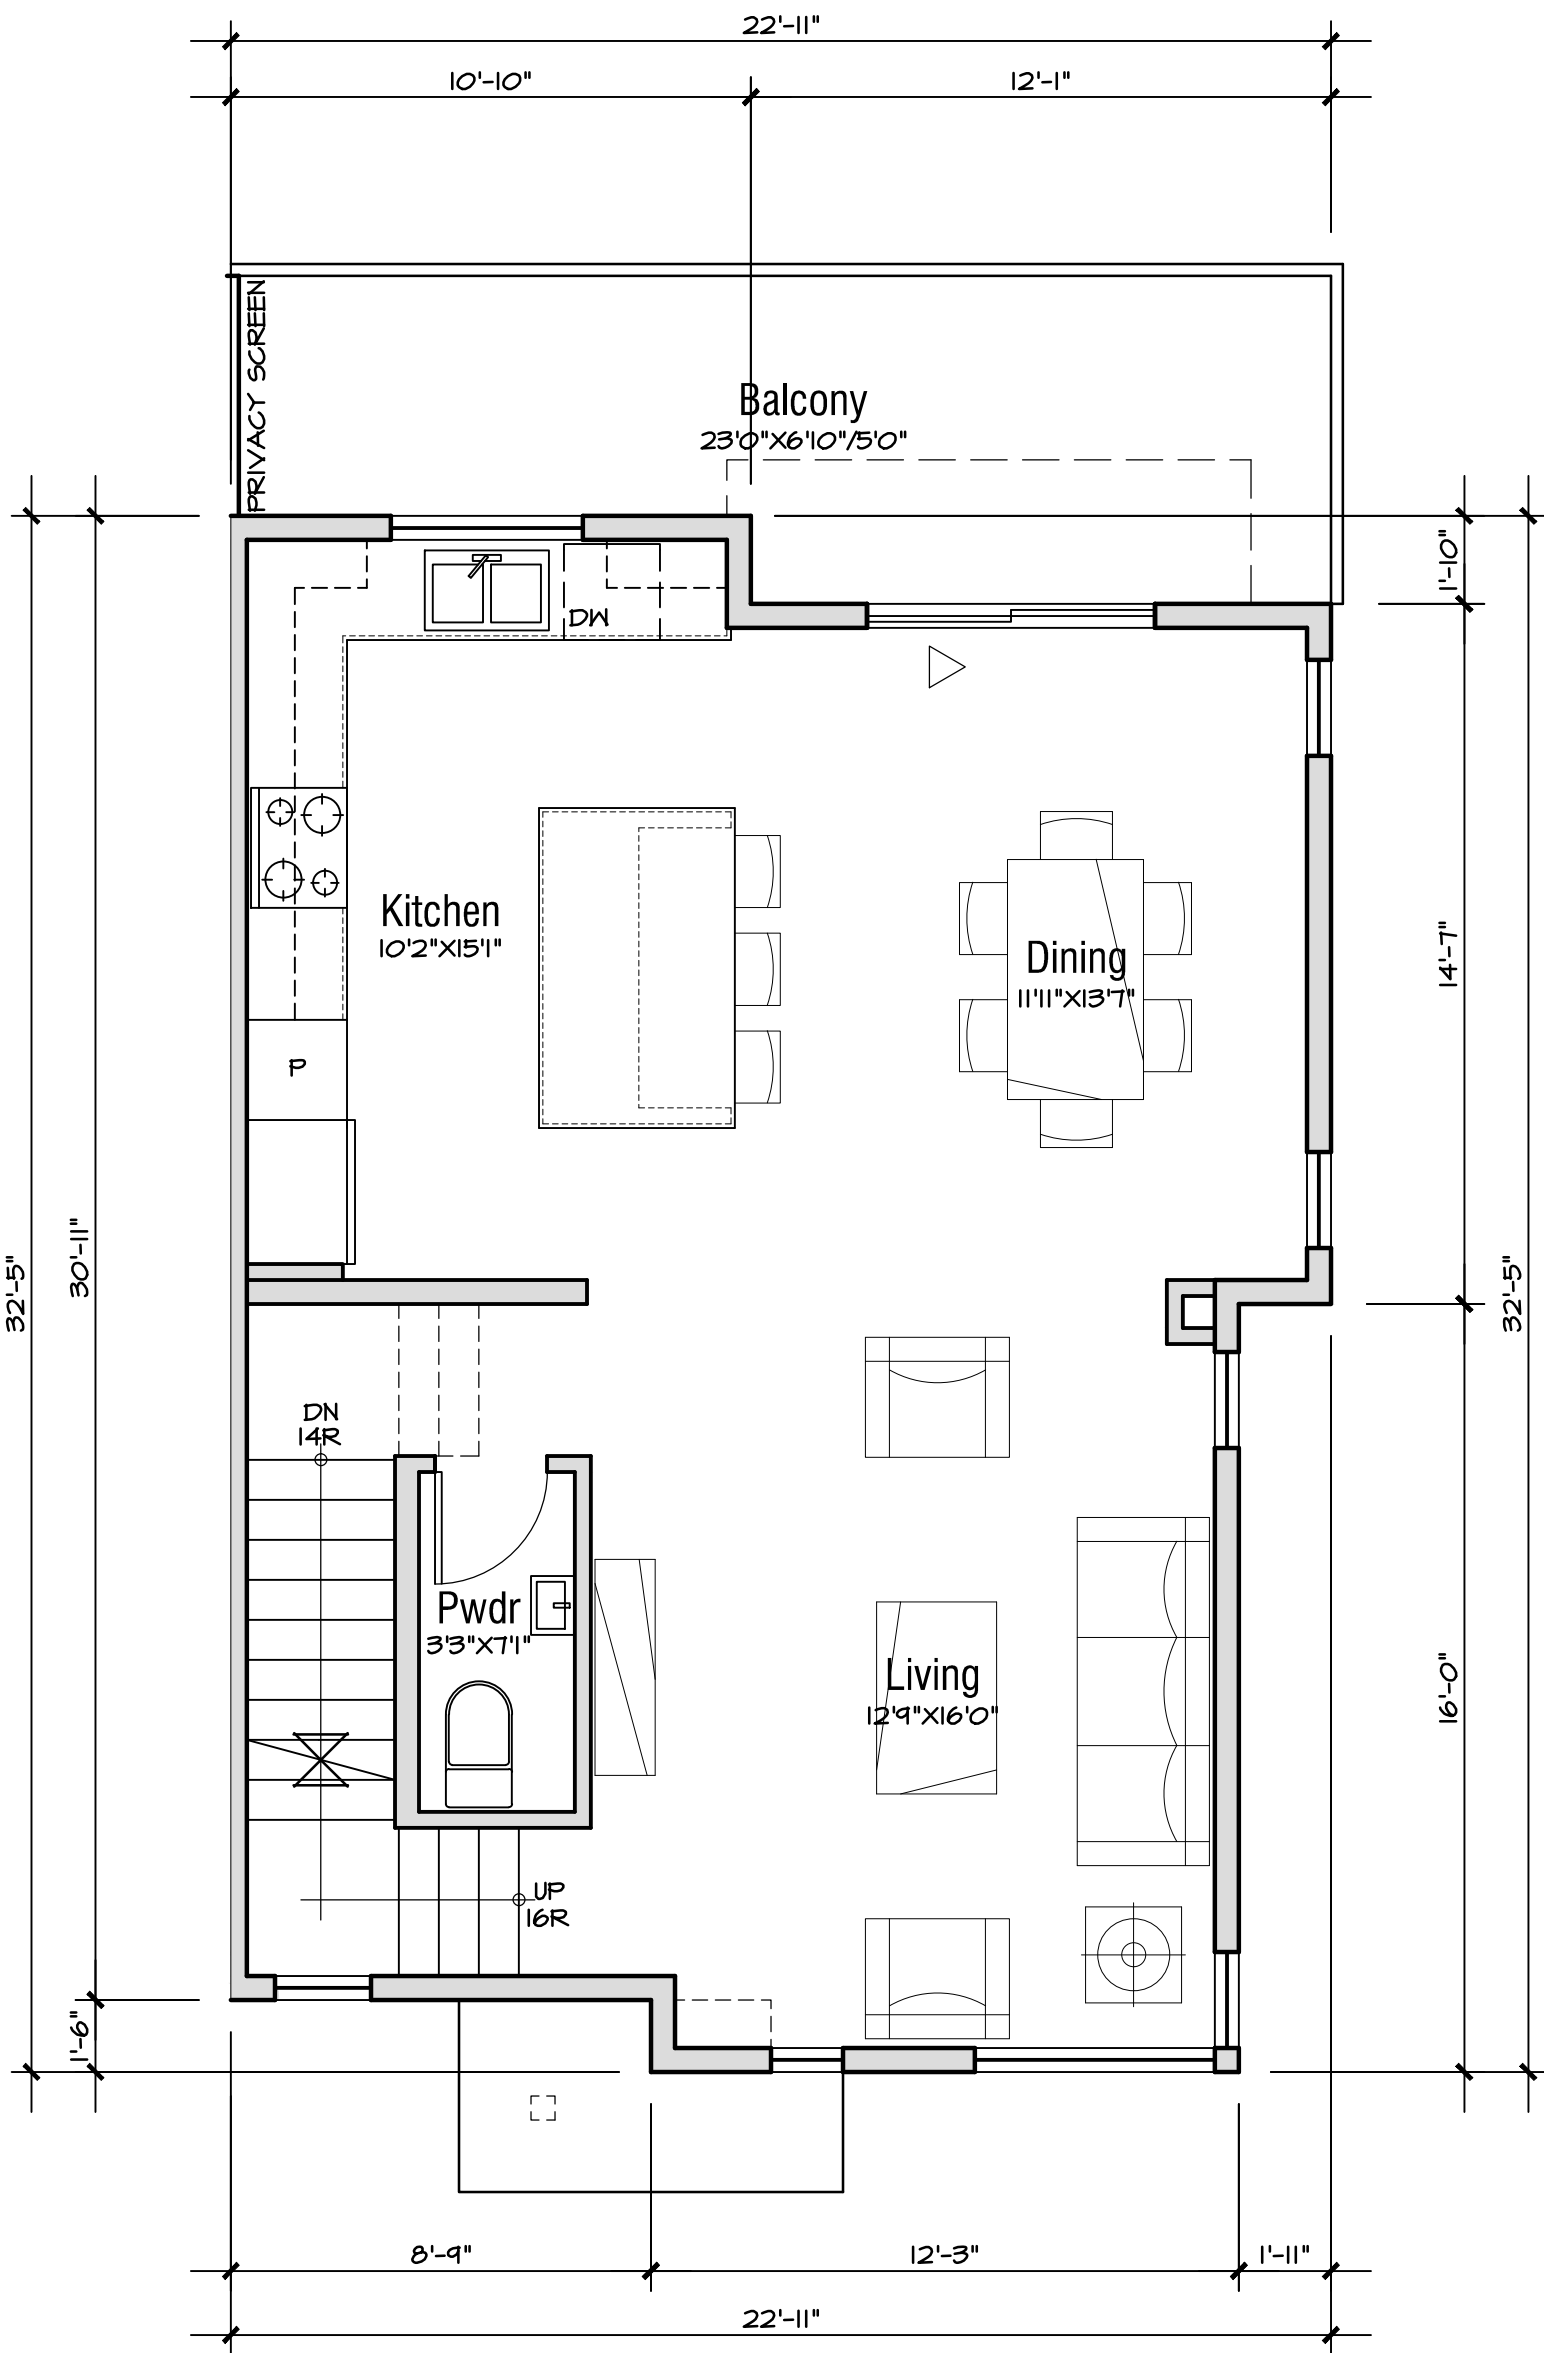 22'-11"
10'-10"
12'-1"
PRIVACY SCREEN
Balcony
23'0"X6'10"/5'0"
1'-10"
DW
Kitchen
10'2"X15'1"
Dining
11'11"X13'7"
14'-7"
P
32'-5"
30'-11"
32'-5"
DN
14R
Pwdr
3'3"X7'1"
Living
12'9"X16'0"
16'-0"
UP
16R
1'-6"
8'-9"
12'-3"
1'-11"
22'-11"